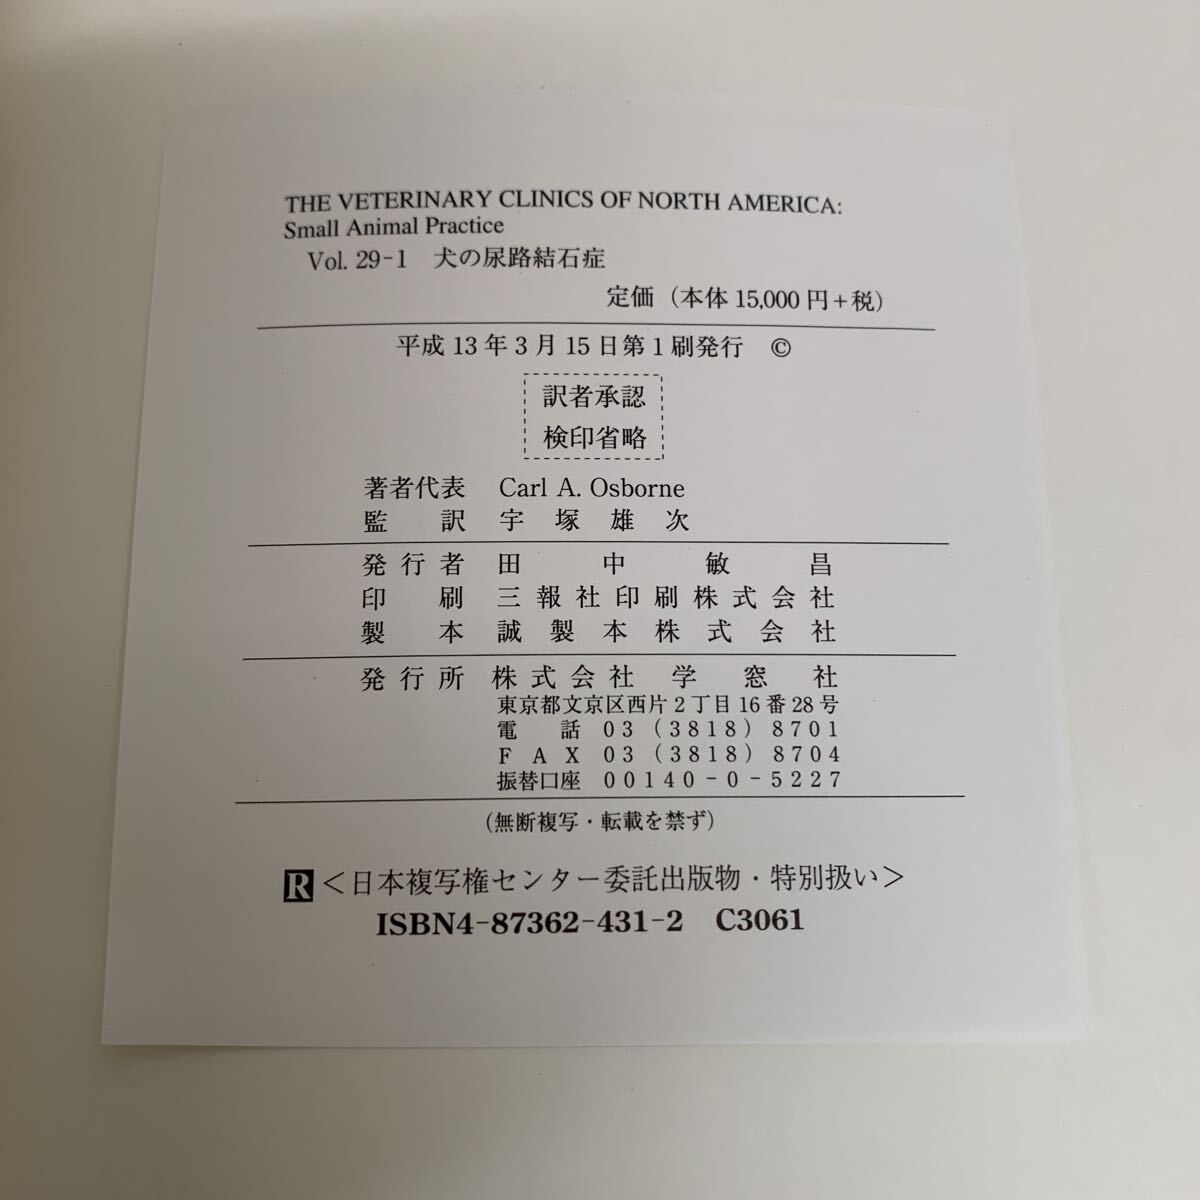 THE VETERINARY CLINICS OF NORTH AMERICA:
Small Animal Practice
Vol. 29-1 犬の尿路結石症
定価（本体 15,000 円+税）
平成 13 年 3 月 15 日第 1 刷発行 ©
訳者承認
検印省略
著者代表 Carl A. Osborne
監訳 宇塚雄次
発行者 田中敏昌
印刷 三報社印刷株式会社
製本 誠製本株式会社
発行所 株式会社学窓社
東京都文京区西片2丁目16番28号
電話 03（3818）8701
FAX 03（3818）8704
振替口座 00140-0-5227
（無断複写・転載を禁ず）
R＜日本複写権センター委託出版物・特別扱い＞
ISBN4-87362-431-2 C3061